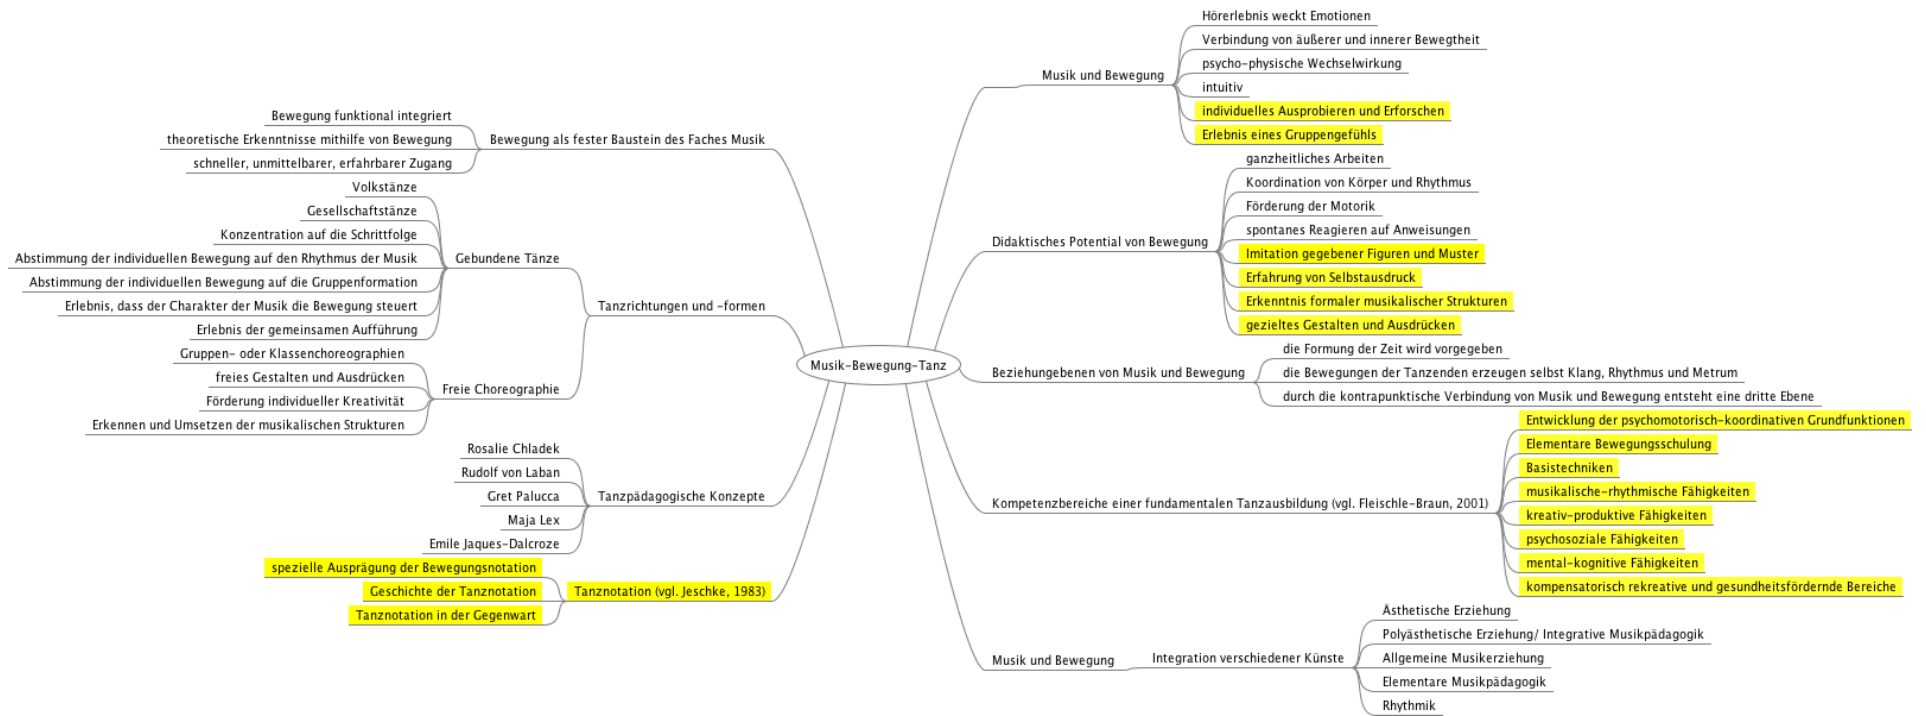 Musik-Bewegung-Tanz
Musik und Bewegung
Hörerlebnis weckt Emotionen
Verbindung von äußerer und innerer Bewegtheit
psycho-physische Wechselwirkung
intuitiv
individuelles Ausprobieren und Erforschen
Erlebnis eines Gruppengefühls
Didaktisches Potential von Bewegung
ganzheitliches Arbeiten
Koordination von Körper und Rhythmus
Förderung der Motorik
spontanes Reagieren auf Anweisungen
Imitation gegebener Figuren und Muster
Erfahrung von Selbstausdruck
Erkenntnis formaler musikalischer Strukturen
gezieltes Gestalten und Ausdrücken
Beziehungebenen von Musik und Bewegung
die Formung der Zeit wird vorgegeben
die Bewegungen der Tanzenden erzeugen selbst Klang, Rhythmus und Metrum
durch die kontrapunktische Verbindung von Musik und Bewegung entsteht eine dritte Ebene
Kompetenzbereiche einer fundamentalen Tanzausbildung (vgl. Fleischle-Braun, 2001)
Entwicklung der psychomotorisch-koordinativen Grundfunktionen
Elementare Bewegungsschulung
Basistechniken
musikalische-rhythmische Fähigkeiten
kreativ-produktive Fähigkeiten
psychosoziale Fähigkeiten
mental-kognitive Fähigkeiten
kompensatorisch rekreative und gesundheitsfördernde Bereiche
Musik und Bewegung
Integration verschiedener Künste
Ästhetische Erziehung
Polyästhetische Erziehung/ Integrative Musikpädagogik
Allgemeine Musikerziehung
Elementare Musikpädagogik
Rhythmik
Bewegung als fester Baustein des Faches Musik
Bewegung funktional integriert
theoretische Erkenntnisse mithilfe von Bewegung
schneller, unmittelbarer, erfahrbarer Zugang
Tanzrichtungen und -formen
Gebundene Tänze
Volkstänze
Gesellschaftstänze
Konzentration auf die Schrittfolge
Abstimmung der individuellen Bewegung auf den Rhythmus der Musik
Abstimmung der individuellen Bewegung auf die Gruppenformation
Erlebnis, dass der Charakter der Musik die Bewegung steuert
Erlebnis der gemeinsamen Aufführung
Freie Choreographie
Gruppen- oder Klassenchoreographien
freies Gestalten und Ausdrücken
Förderung individueller Kreativität
Erkennen und Umsetzen der musikalischen Strukturen
Tanzpädagogische Konzepte
Rosalie Chladek
Rudolf von Laban
Gret Palucca
Maja Lex
Emile Jaques-Dalcroze
Tanznotation (vgl. Jeschke, 1983)
spezielle Ausprägung der Bewegungsnotation
Geschichte der Tanznotation
Tanznotation in der Gegenwart